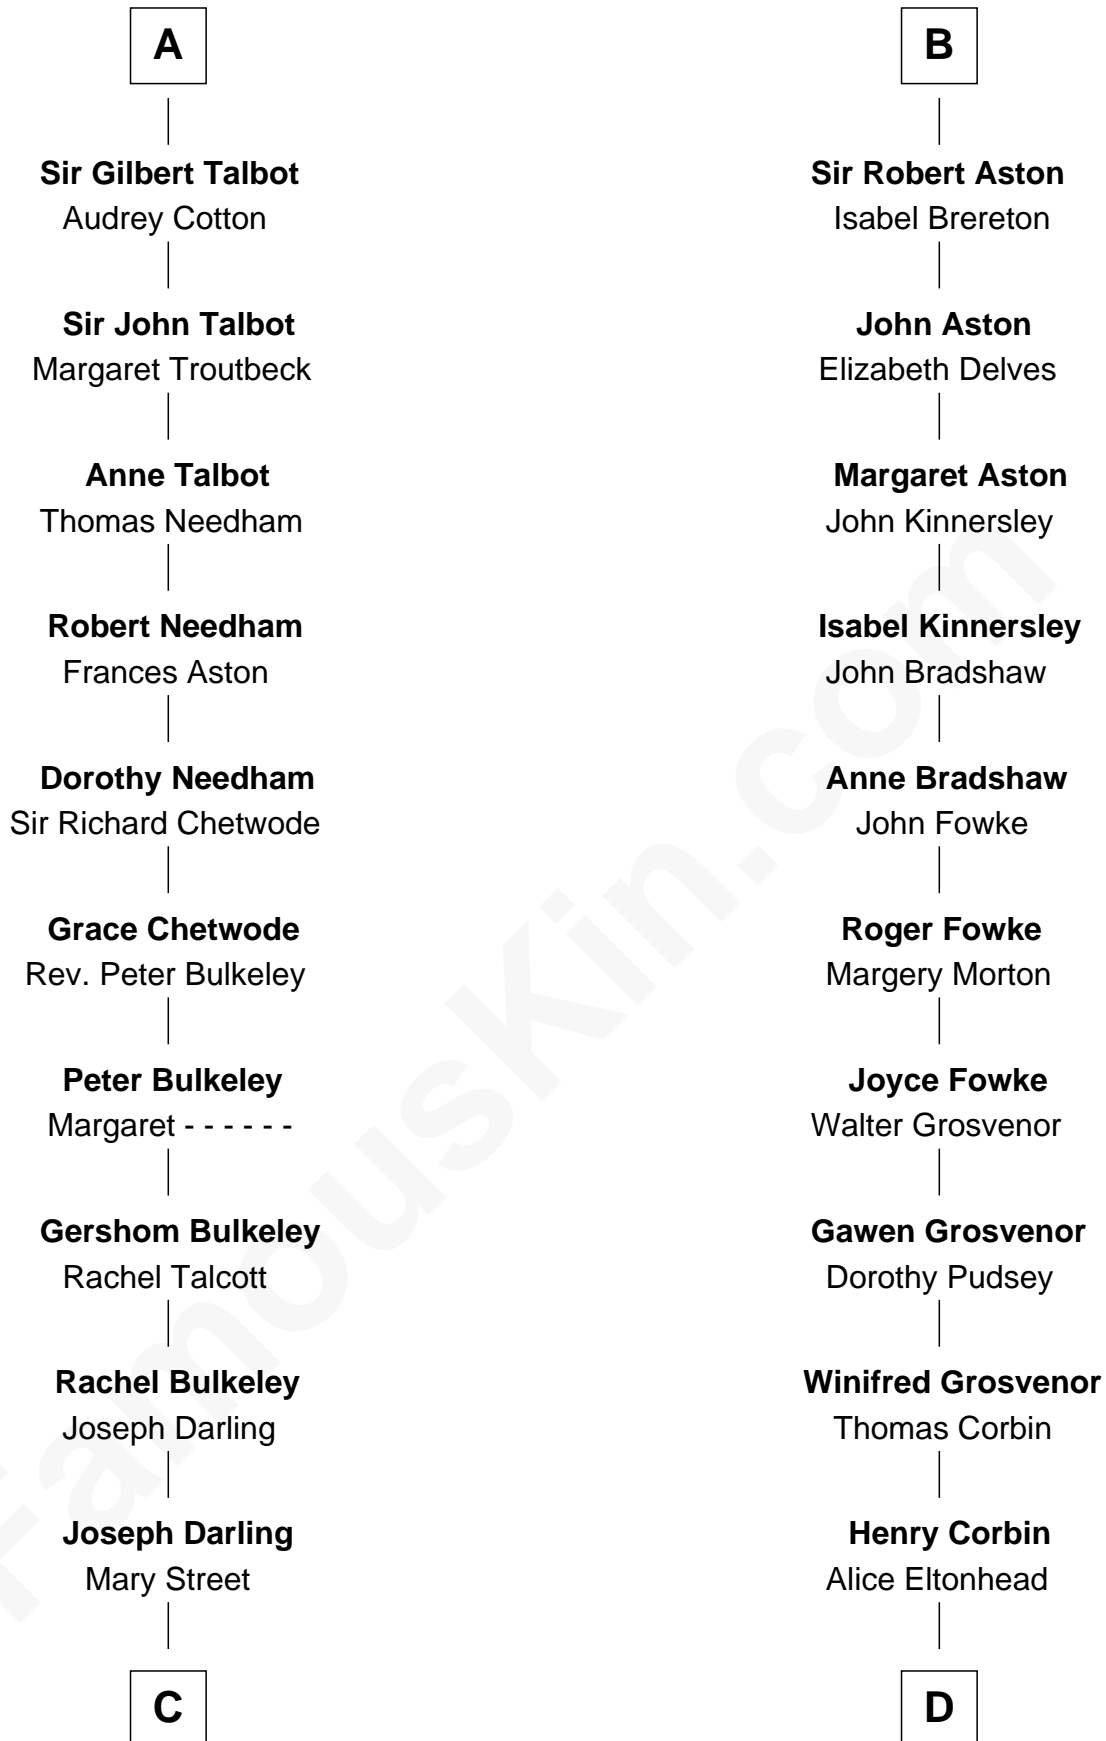 A
Sir Gilbert Talbot
Audrey Cotton
Sir John Talbot
Margaret Troutbeck
Anne Talbot
Thomas Needham
Robert Needham
Frances Aston
Dorothy Needham
Sir Richard Chetwode
Grace Chetwode
Rev. Peter Bulkeley
Peter Bulkeley
Margaret - - - - - -
Gershom Bulkeley
Rachel Talcott
Rachel Bulkeley
Joseph Darling
Joseph Darling
Mary Street
C
B
Sir Robert Aston
Isabel Brereton
John Aston
Elizabeth Delves
Margaret Aston
John Kinnersley
Isabel Kinnersley
John Bradshaw
Anne Bradshaw
John Fowke
Roger Fowke
Margery Morton
Joyce Fowke
Walter Grosvenor
Gawen Grosvenor
Dorothy Pudsey
Winifred Grosvenor
Thomas Corbin
Henry Corbin
Alice Eltonhead
D
FamousKin.com